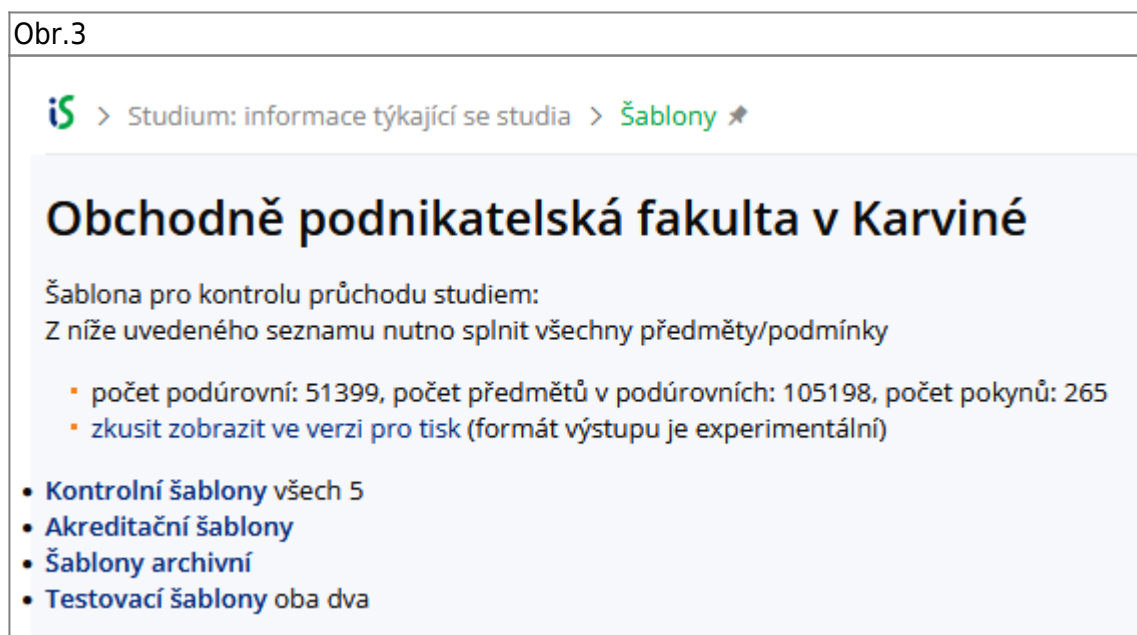 Obr.3
iS > Studium: informace týkající se studia > Šablony
Obchodně podnikatelská fakulta v Karviné
Šablona pro kontrolu průchodu studiem:
Z níže uvedeného seznamu nutno splnit všechny předměty/podmínky
počet podúrovní: 51399, počet předmětů v podúrovních: 105198, počet pokynů: 265
zkusit zobrazit ve verzi pro tisk (formát výstupu je experimentální)
Kontrolní šablony všech 5
Akreditační šablony
Šablony archivní
Testovací šablony oba dva